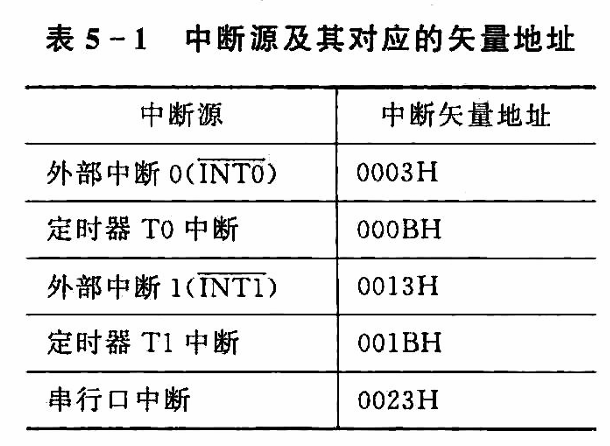 表 5-1 中断源及其对应的矢量地址
中断源 中断矢量地址
外部中断 0(INT0) 0003H
定时器 T0 中断 000BH
外部中断 1(INT1) 0013H
定时器 T1 中断 001BH
串行口中断 0023H